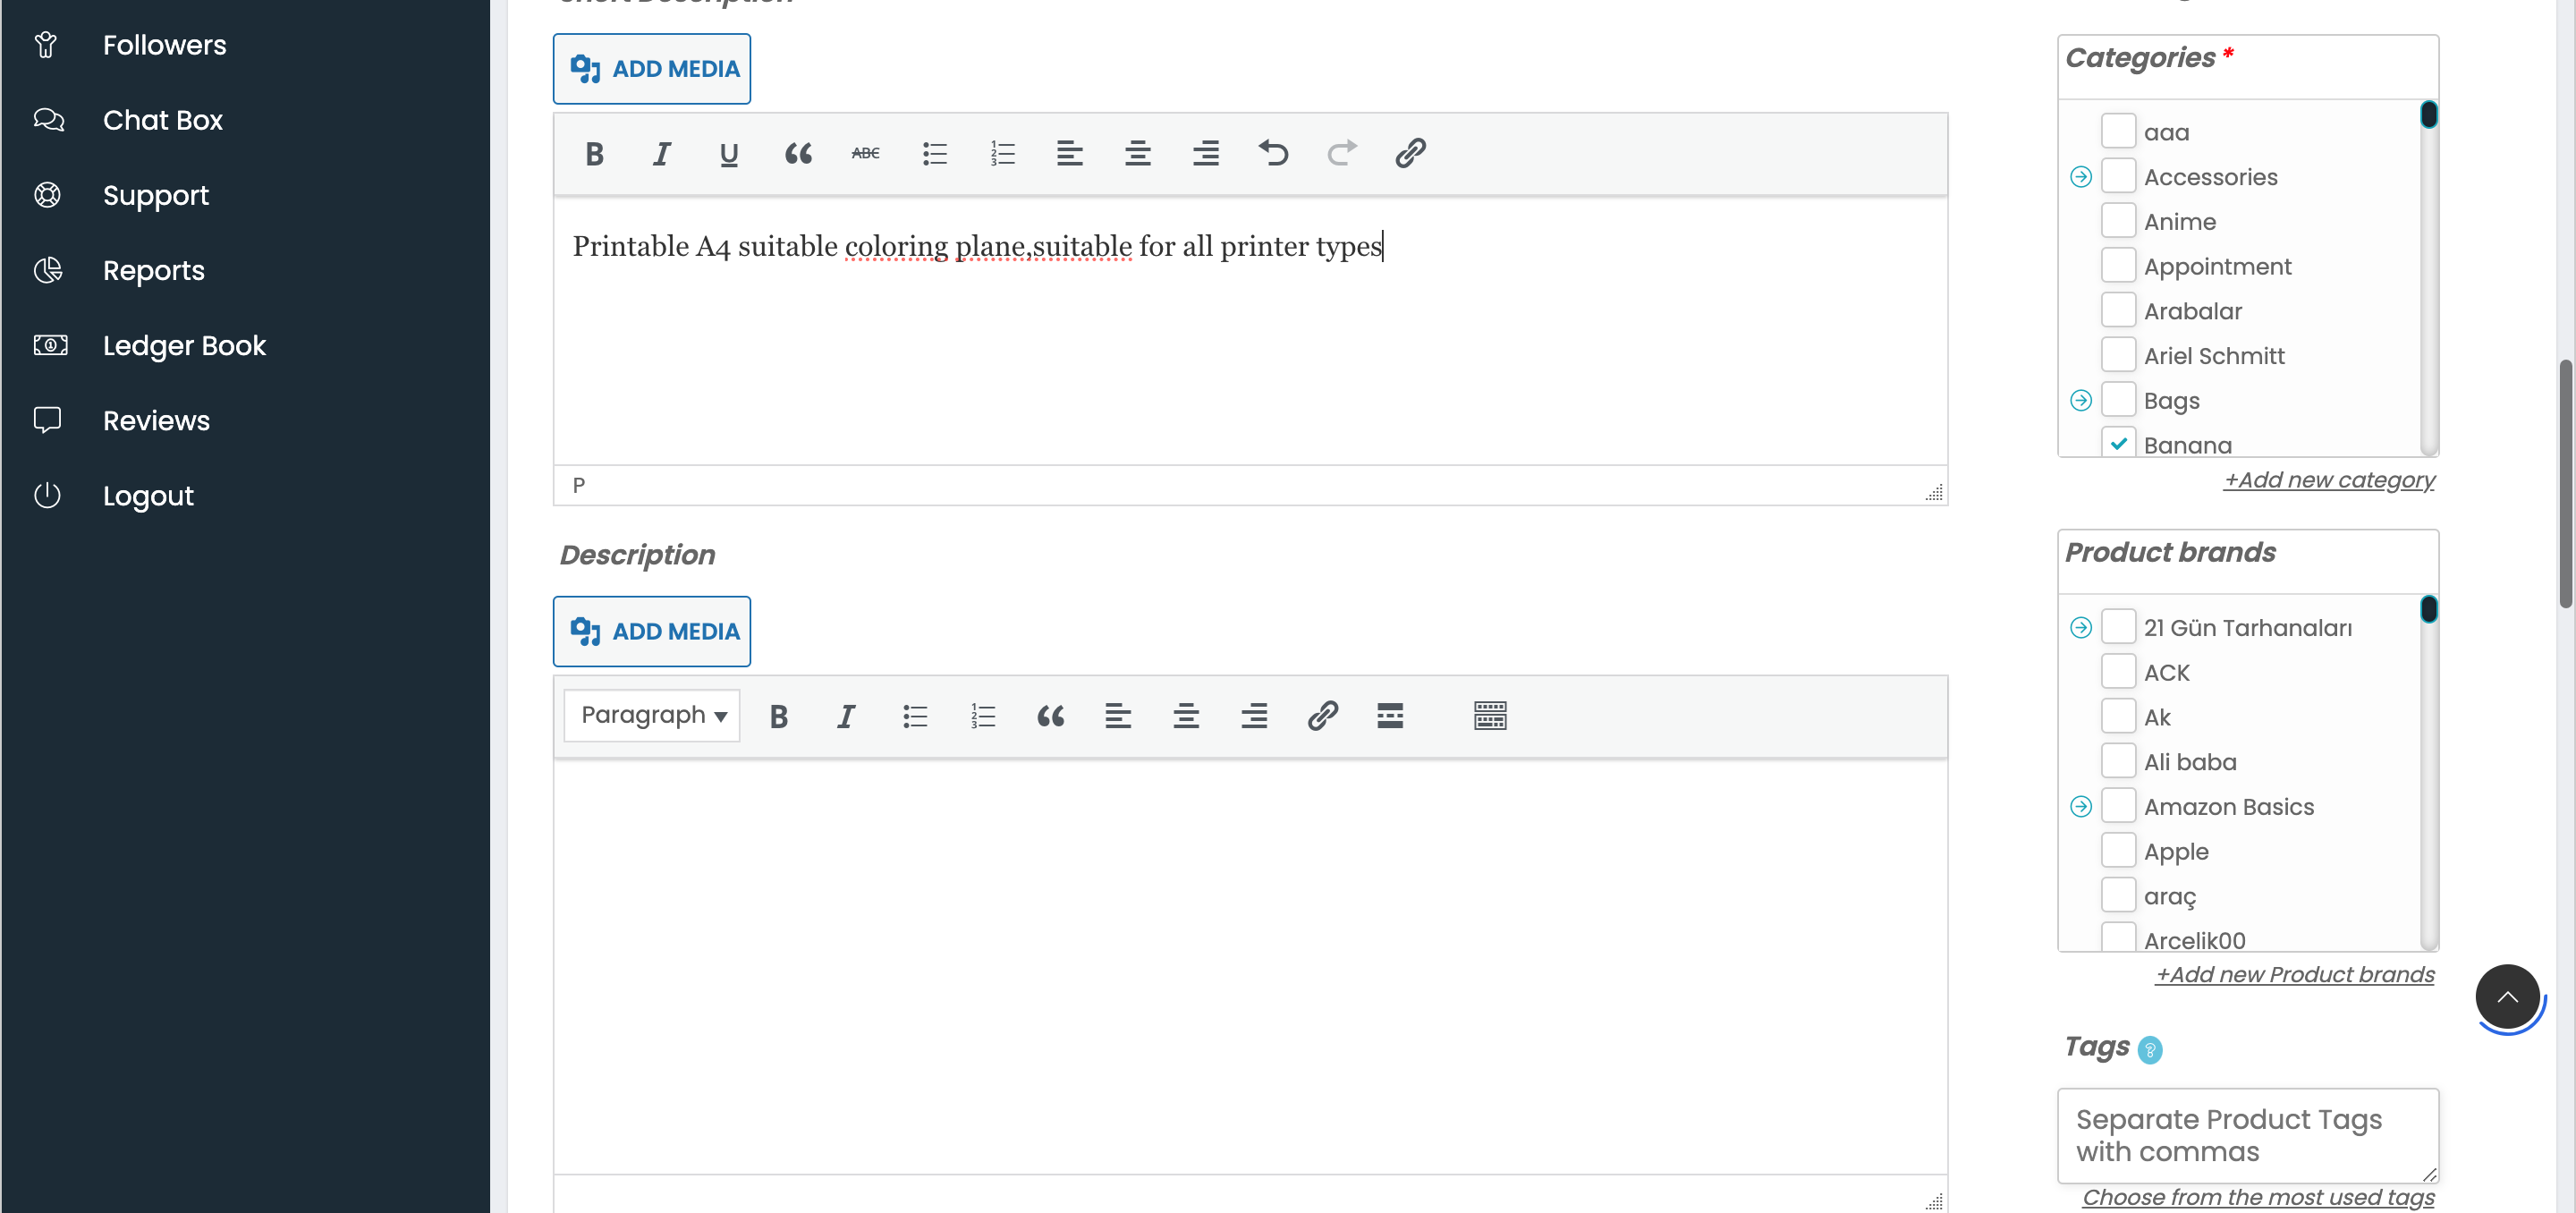 Followers
Chat Box
Support
Reports
Ledger Book
Reviews
Logout
Short Description
ADD MEDIA
ABC
Printable A4 suitable coloring plane,suitable for all printer types
P
Description
ADD MEDIA
Paragraph
Categories *
aaa
Accessories
Anime
Appointment
Arabalar
Ariel Schmitt
Bags
Banana
+Add new category
Product brands
21 Gün Tarhanaları
ACK
Ak
Ali baba
Amazon Basics
Apple
araç
Arcelik00
+Add new Product brands
Tags ?
Separate Product Tags
with commas
Choose from the most used tags